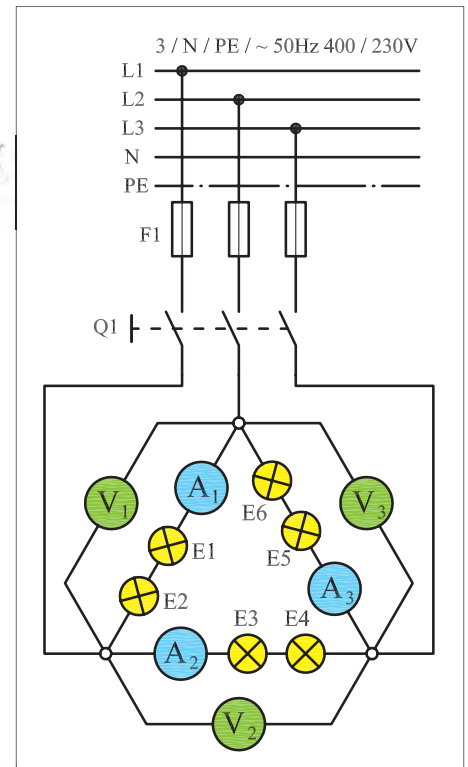 3 / N / PE / ~ 50Hz 400 / 230V
L1
L2
L3
N
PE
F1
Q1
V1 A1 E6 V3
E1 E5
E2 A3
E3 E4
A2
V2